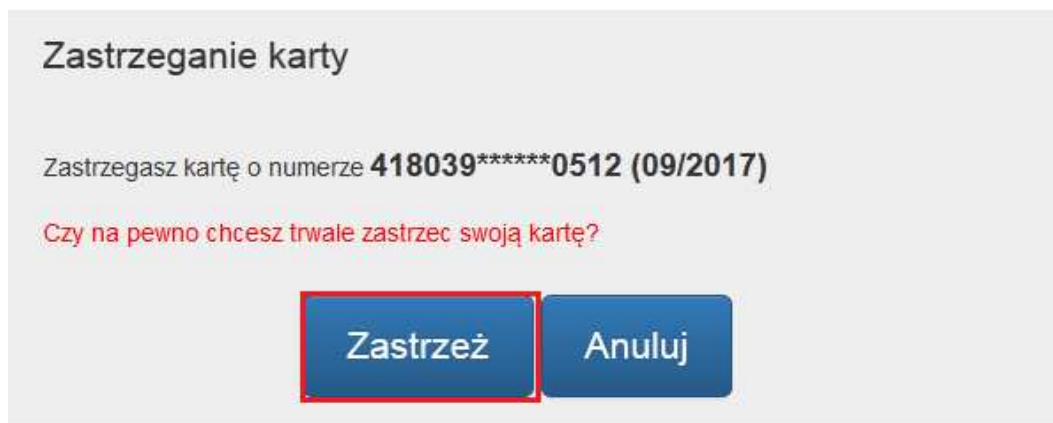 Zastrzeganie karty
Zastrzegasz kartę o numerze 418039******0512 (09/2017)
Czy na pewno chcesz trwale zastrzec swoją kartę?
Zastrzeż Anuluj